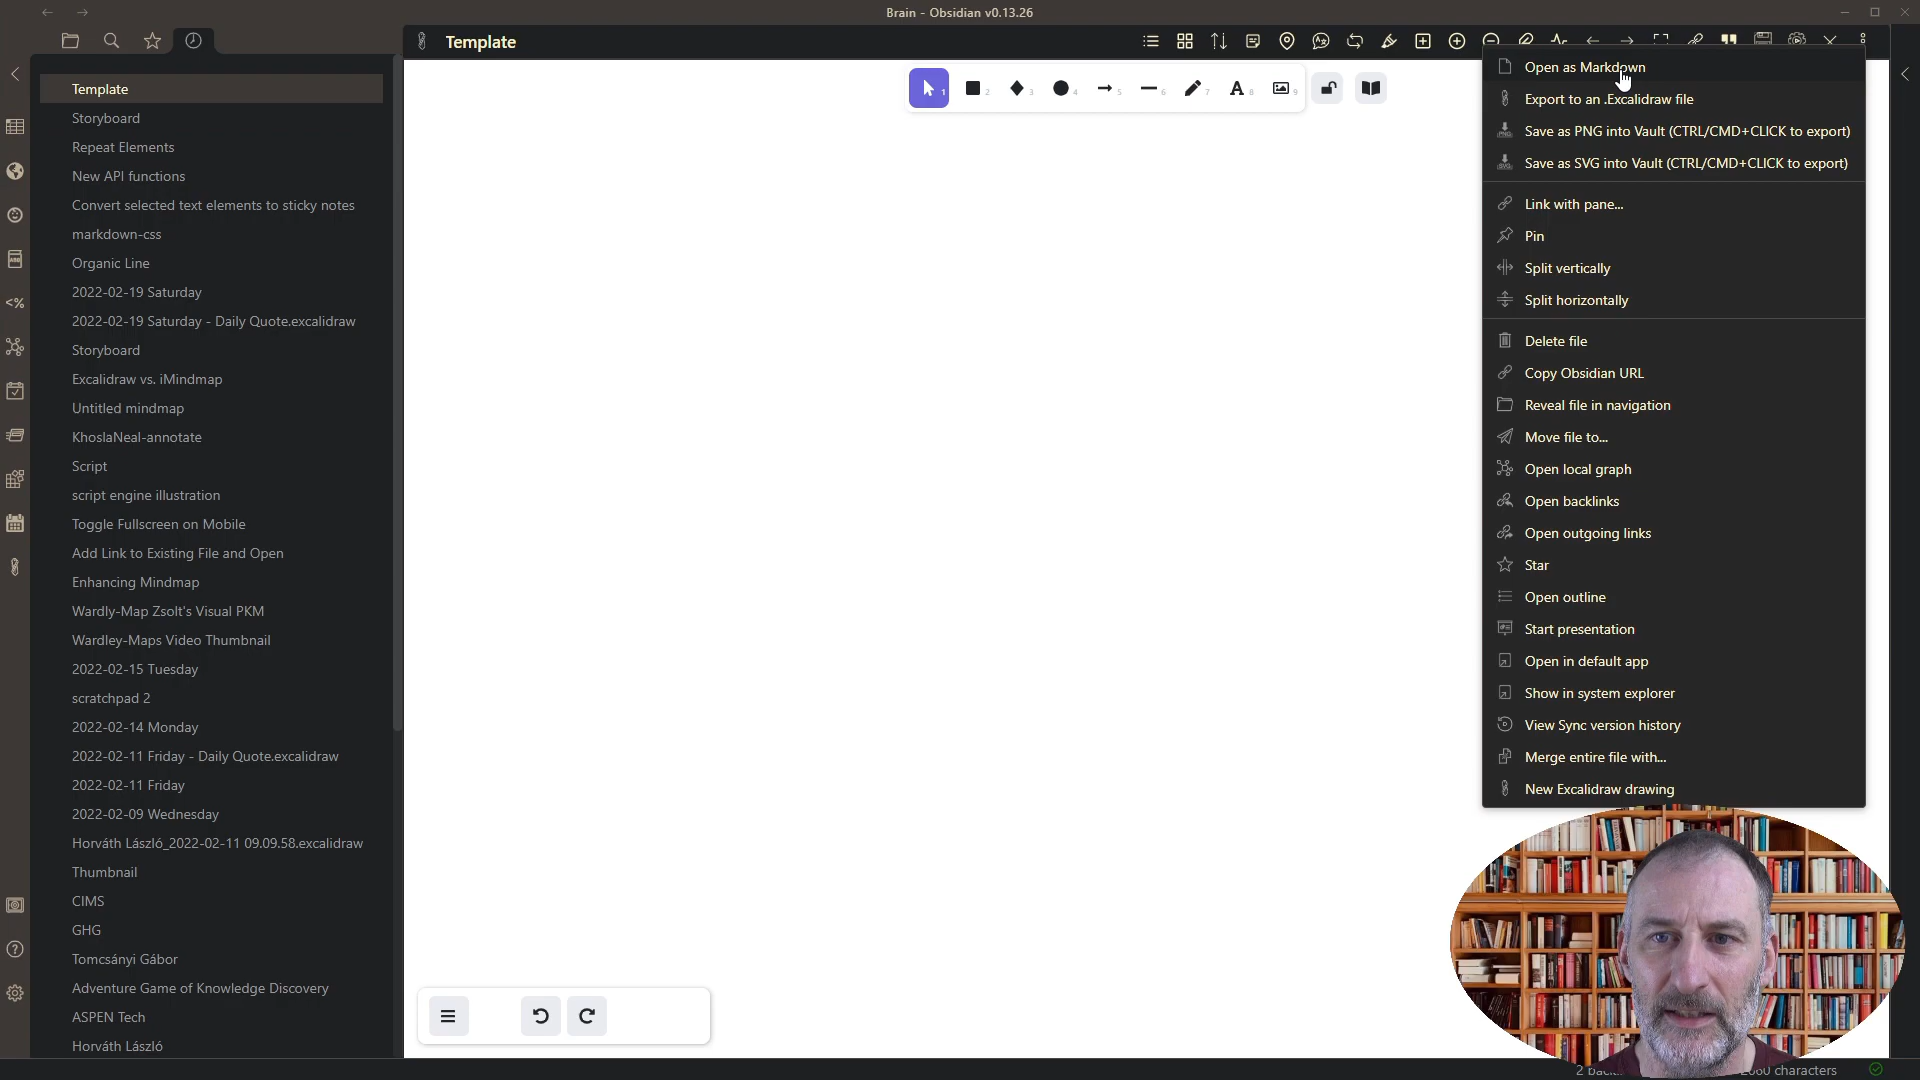 Brain - Obsidian v0.13.26
Template
Template
Storyboard
Repeat Elements
New API functions
Convert selected text elements to sticky notes
markdown-css
Organic Line
2022-02-19 Saturday
2022-02-19 Saturday - Daily Quote.excalidraw
Storyboard
Excalidraw vs. iMindmap
Untitled mindmap
KhoslaNeal-annotate
Script
script engine illustration
Toggle Fullscreen on Mobile
Add Link to Existing File and Open
Enhancing Mindmap
Wardly-Map Zsolt's Visual PKM
Wardley-Maps Video Thumbnail
2022-02-15 Tuesday
scratchpad 2
2022-02-14 Monday
2022-02-11 Friday - Daily Quote.excalidraw
2022-02-11 Friday
2022-02-09 Wednesday
Horváth László_2022-02-11 09.09.58.excalidraw
Thumbnail
CIMS
GHG
Tomcsányi Gábor
Adventure Game of Knowledge Discovery
ASPEN Tech
Horváth László
1 2 3 4 5 6 7 A 8 9
Open as Markdown
Export to an .Excalidraw file
Save as PNG into Vault (CTRL/CMD+CLICK to export)
Save as SVG into Vault (CTRL/CMD+CLICK to export)
Link with pane...
Pin
Split vertically
Split horizontally
Delete file
Copy Obsidian URL
Reveal file in navigation
Move file to...
Open local graph
Open backlinks
Open outgoing links
Star
Open outline
Start presentation
Open in default app
Show in system explorer
View Sync version history
Merge entire file with...
New Excalidraw drawing
characters